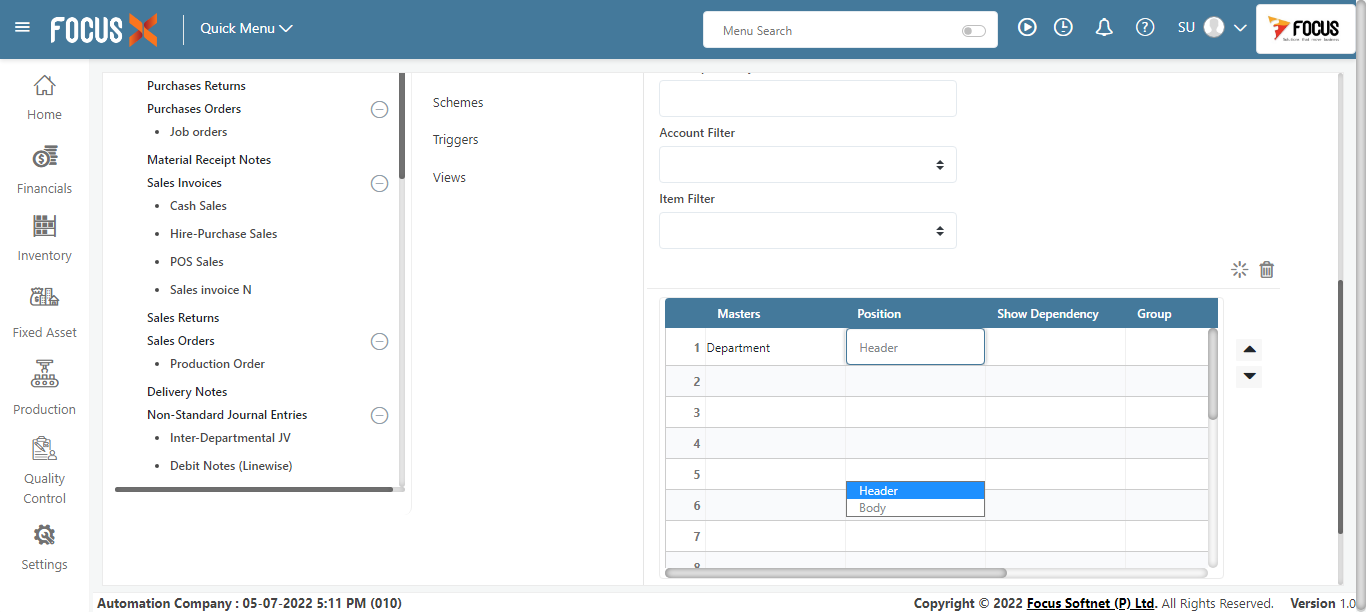 FOCUS X
Quick Menu
Menu Search
SU
FOCUS
Home
Financials
Inventory
Fixed Asset
Production
Quality
Control
Settings
Purchases Returns
Purchases Orders
Job orders
Material Receipt Notes
Sales Invoices
Cash Sales
Hire-Purchase Sales
POS Sales
Sales invoice N
Sales Returns
Sales Orders
Production Order
Delivery Notes
Non-Standard Journal Entries
Inter-Departmental JV
Debit Notes (Linewise)
Schemes
Triggers
Views
Account Filter
Item Filter
Masters Position Show Dependency Group
1 Department Header
2
3
4
5
Header
6
Body
7
8
Automation Company : 05-07-2022 5:11 PM (010)
Copyright © 2022 Focus Softnet (P) Ltd. All Rights Reserved. Version 1.0